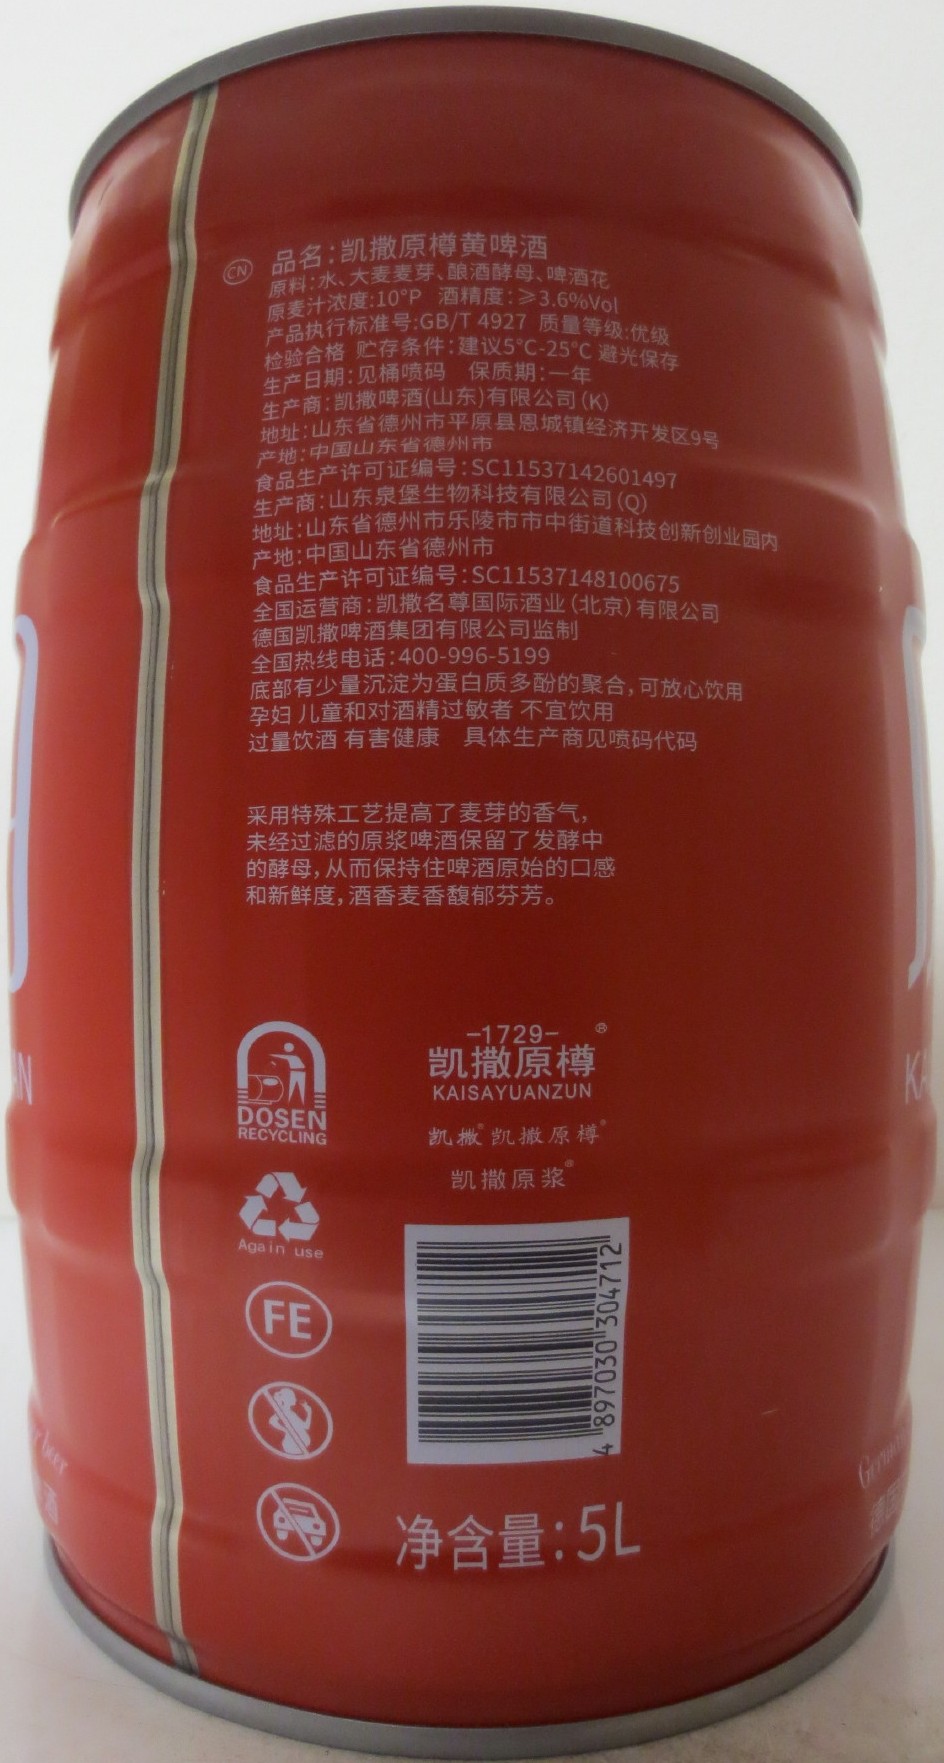 CN
品名:凯撒原樽黄啤酒
原料:水、大麦麦芽、酿酒酵母、啤酒花
原麦汁浓度:10°P 酒精度:≥3.6%Vol
产品执行标准号:GB/T 4927 质量等级:优级
检验合格 贮存条件:建议5℃-25℃ 避光保存
生产日期:见桶喷码 保质期:一年
生产商:凯撒啤酒(山东)有限公司(K)
地址:山东省德州市平原县恩城镇经济开发区9号
产地:中国山东省德州市
食品生产许可证编号:SC11537142601497
生产商:山东泉堡生物科技有限公司(Q)
地址:山东省德州市乐陵市市中街道科技创新创业园内
产地:中国山东省德州市
食品生产许可证编号:SC11537148100675
全国运营商:凯撒名尊国际酒业(北京)有限公司
德国凯撒啤酒集团有限公司监制
全国热线电话:400-996-5199
底部有少量沉淀为蛋白质多酚的聚合,可放心饮用
孕妇 儿童和对酒精过敏者 不宜饮用
过量饮酒 有害健康 具体生产商见喷码代码
采用特殊工艺提高了麦芽的香气,
未经过滤的原浆啤酒保留了发酵中
的酵母,从而保持住啤酒原始的口感
和新鲜度,酒香麦香馥郁芬芳。
-1729-
凯撒原樽®
KAISAYUANZUN
凯撒® 凯撒原樽®
凯撒原浆®
DOSEN
RECYCLING
Again use
FE
4 897030 304712
净含量:5L
beer
酒